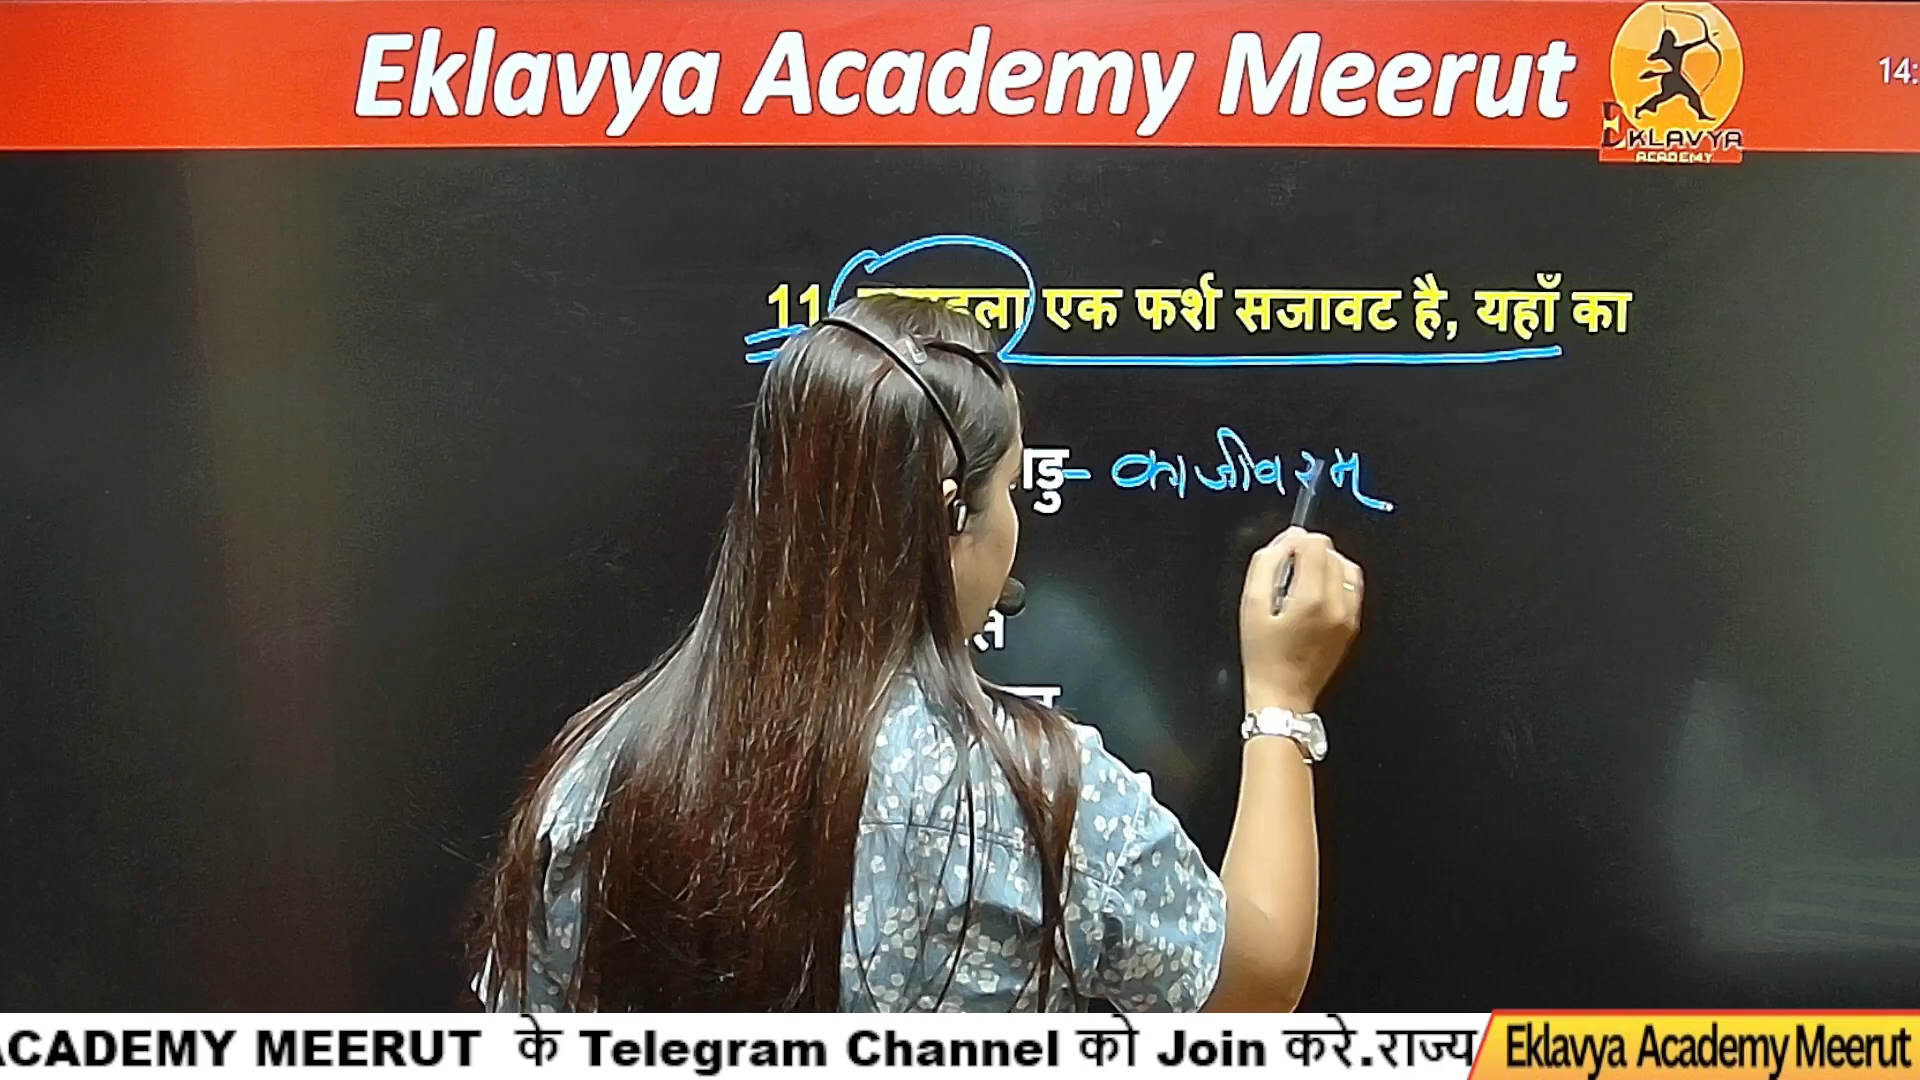 Eklavya Academy Meerut
EKLAVYA
ACADEMY
14:
11 एक फर्श सजावट है, यहाँ का
- काजीवरम्
ACADEMY MEERUT के Telegram Channel को Join करे.राज्य
Eklavya Academy Meerut